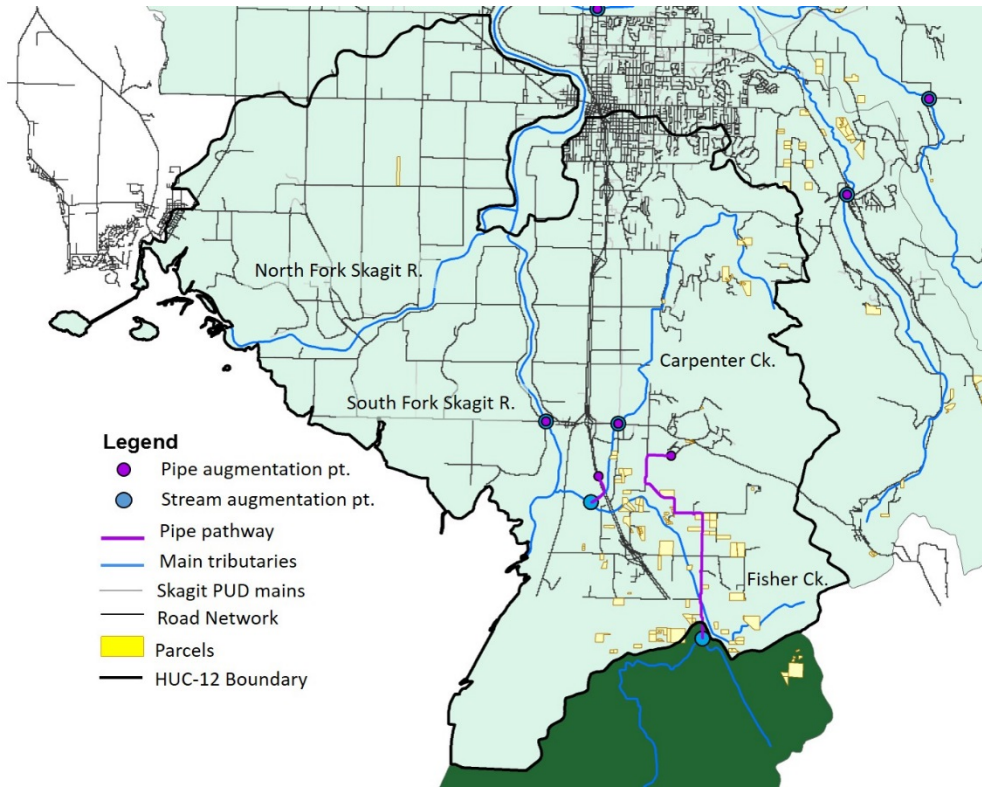 North Fork Skagit R.
Carpenter Ck.
South Fork Skagit R.
Legend
Pipe augmentation pt.
Stream augmentation pt.
Pipe pathway
Main tributaries
Skagit PUD mains
Road Network
Parcels
HUC-12 Boundary
Fisher Ck.